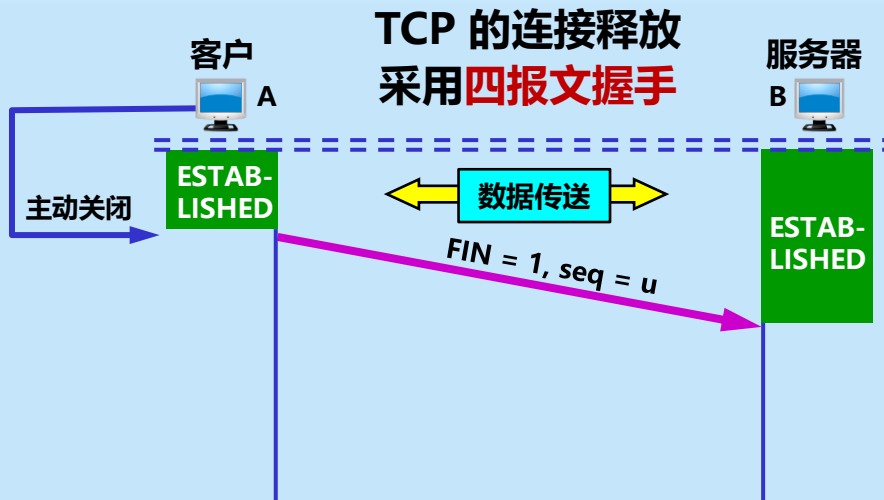 TCP 的连接释放
采用四报文握手
客户
服务器
A
B
ESTAB-
LISHED
数据传送
主动关闭
ESTAB-
LISHED
FIN = 1, seq = u